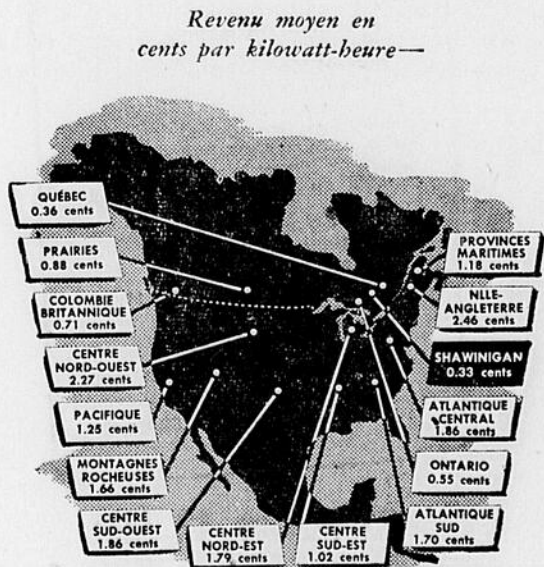 Revenu moyen en
cents par kilowatt-heure—
QUÉBEC
0.36 cents
PRAIRIES
0.88 cents
COLOMBIE
BRITANNIQUE
0.71 cents
CENTRE
NORD-OUEST
2.27 cents
PACIFIQUE
1.25 cents
MONTAGNES
ROCHEUSES
1.66 cents
CENTRE
SUD-OUEST
1.86 cents
CENTRE
NORD-EST
1.79 cents
CENTRE
SUD-EST
1.02 cents
PROVINCES
MARITIMES
1.18 cents
NLLE-
ANGLETERRE
2.46 cents
SHAWINIGAN
0.33 cents
ATLANTIQUE
CENTRAL
1.86 cents
ONTARIO
0.55 cents
ATLANTIQUE
SUD
1.70 cents